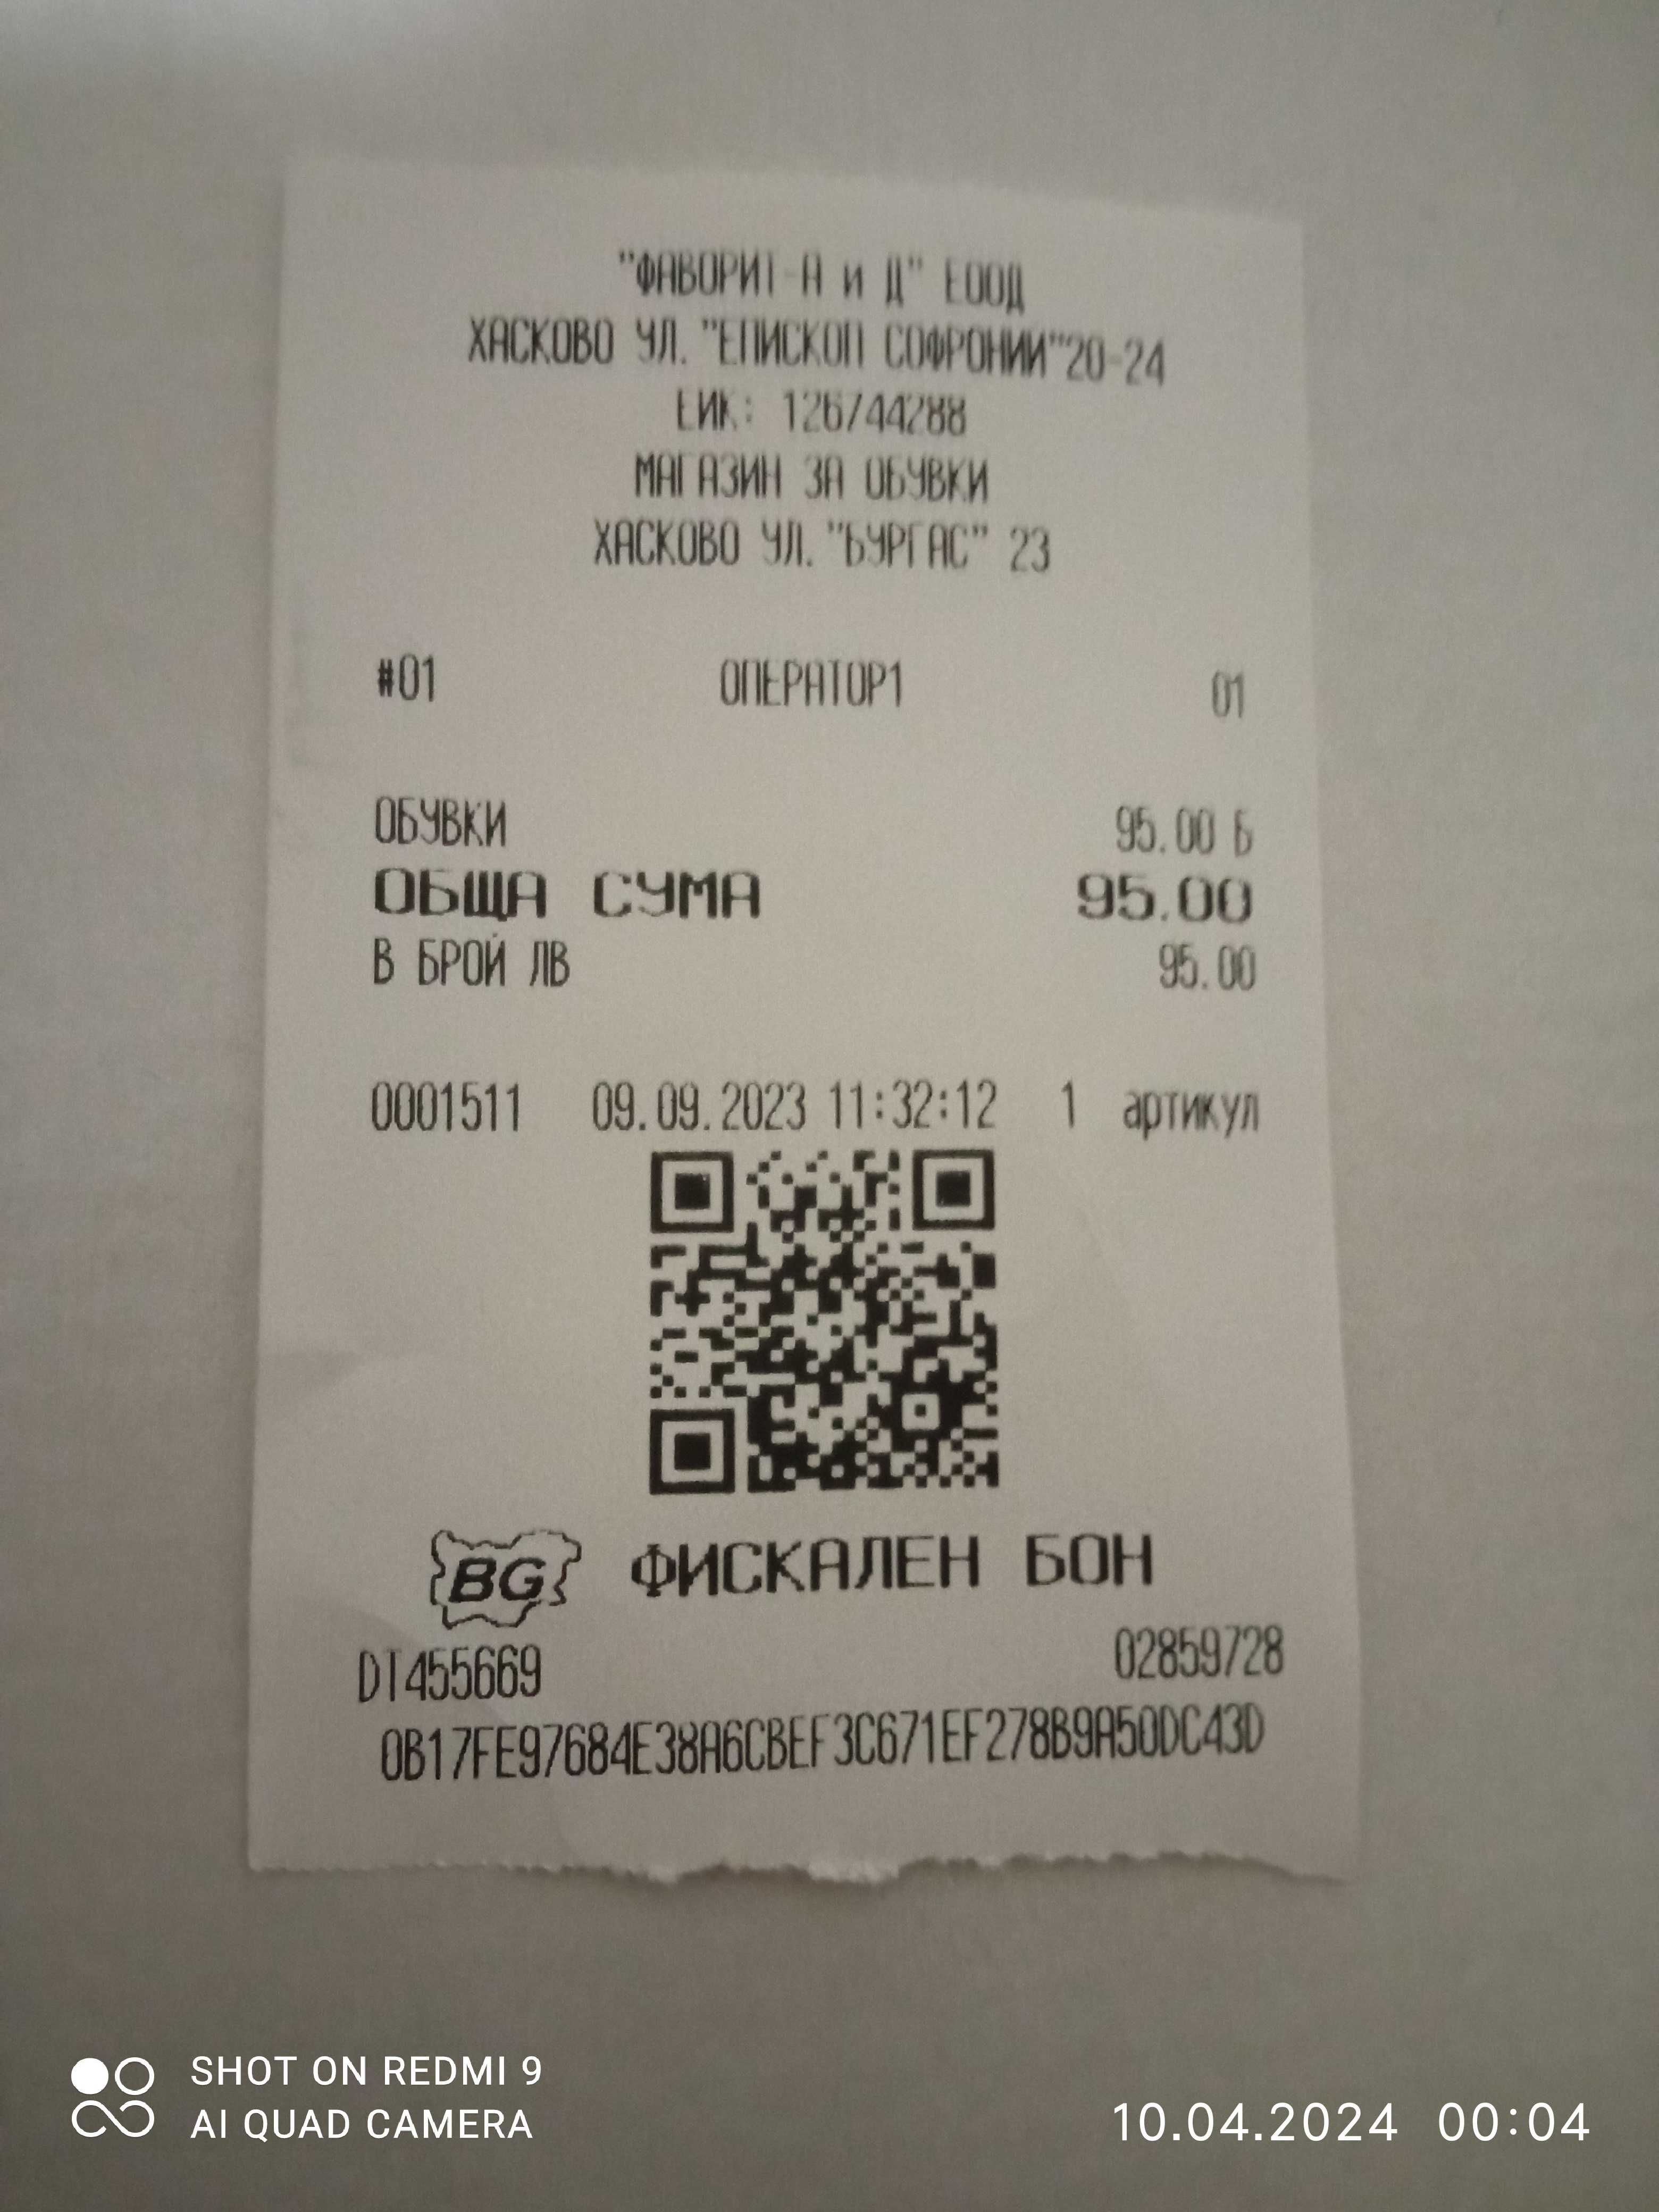 "ФАВОРИТ-А и Д" ЕООД
ХАСКОВО УЛ. "ЕПИСКОП СОФРОНИИ"20-24
ЕИК: 126744288
МАГАЗИН ЗА ОБУВКИ
ХАСКОВО УЛ. "БУРГАС" 23
#01 ОПЕРАТОР1 01
ОБУВКИ 95.00 Б
ОБЩА СУМА 95.00
В БРОЙ ЛВ 95.00
0001511 09.09.2023 11:32:12 1 артикул
BG ФИСКАЛЕН БОН
DT455669 02859728
0B17FE97684E38A6CBEF3C671EF278B9A50DC43D
SHOT ON REDMI 9
AI QUAD CAMERA
10.04.2024 00:04